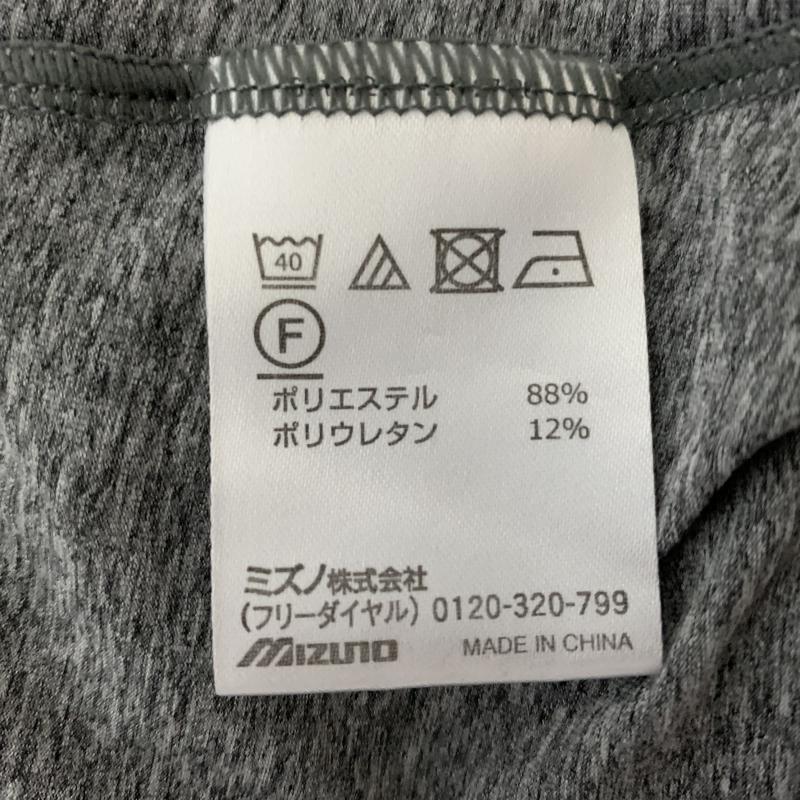 40
F
ポリエステル 88%
ポリウレタン 12%
ミズノ株式会社
(フリーダイヤル) 0120-320-799
MIZUNO MADE IN CHINA